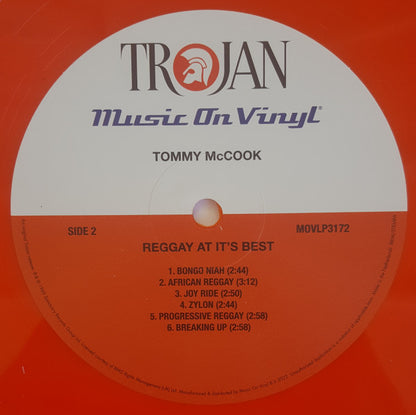 TROJAN
Music On Vinyl®
TOMMY McCOOK
SIDE 2
MOVLP3172
REGGAY AT IT'S BEST
1. BONGO NIAH (2:44)
2. AFRICAN REGGAY (3:12)
3. JOY RIDE (2:50)
4. ZYLON (2:44)
5. PROGRESSIVE REGGAY (2:58)
6. BREAKING UP (2:58)